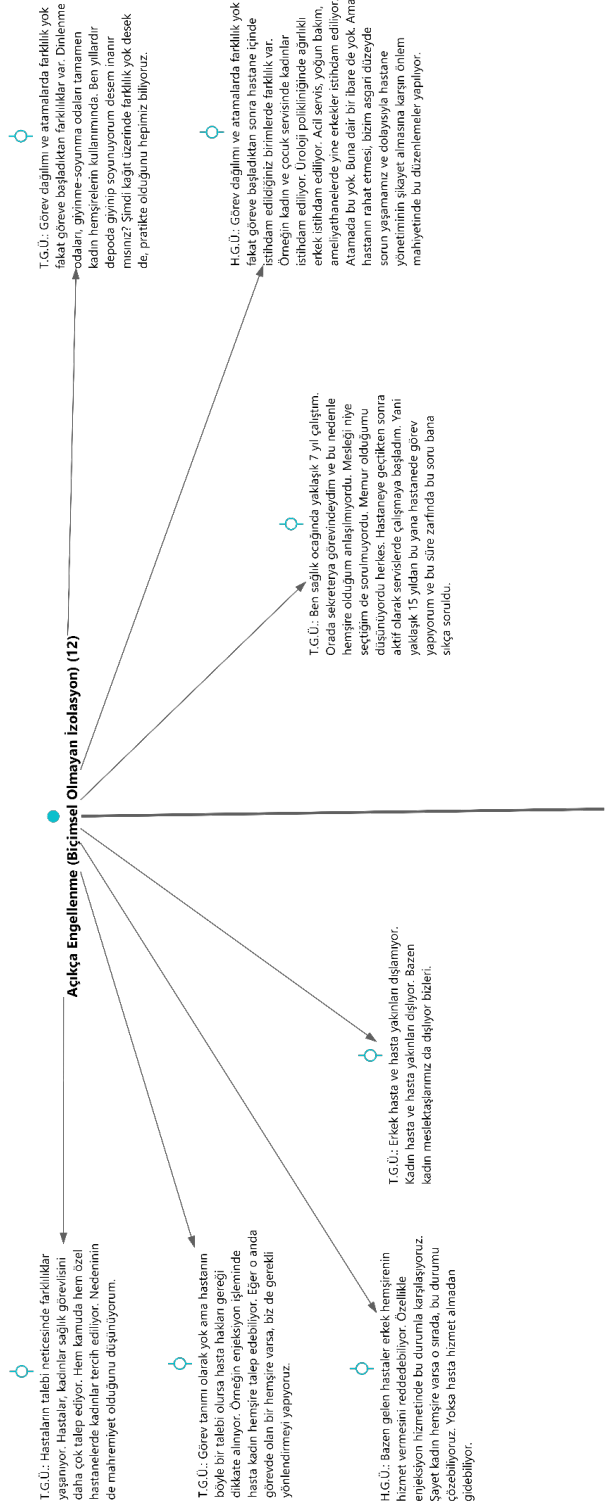 Açıkça Engellenme (Biçimsel Olmayan İzolasyon) (12)
T.G.Ü.: Hastaların talebi neticesinde farklılıklar
yaşanıyor. Hastalar, kadınlar sağlık görevlisini
daha çok talep ediyor. Hem kamuda hem özel
hastanelerde kadınlar tercih ediliyor. Nedeninin
de mahremiyet olduğunu düşünüyorum.
T.G.Ü.: Görev tanımı olarak yok ama hastanın
böyle bir talebi olursa hasta hakları gereği
dikkate alınıyor. Örneğin enjeksiyon işleminde
hasta kadın hemşire talep edebiliyor. Eğer o anda
görevde olan bir hemşire varsa, biz de gerekli
yönlendirmeyi yapıyoruz.
H.G.Ü.: Bazen gelen hastaler erkek hemşirenin
hizmet vermesini reddedebiliyor. Özellikle
enjeksiyon hizmetinde bu durumla karşılaşıyoruz.
Şayet kadın hemşire varsa o sırada, bu durumu
çözebiliyoruz. Yoksa hasta hizmet almadan
gidebiliyor.
T.G.Ü.: Erkek hasta ve hasta yakınları dışlamıyor.
Kadın hasta ve hasta yakınları dışlıyor. Bazen
kadın meslektaşlarımız da dışlıyor bizleri.
T.G.Ü.: Ben sağlık ocağında yaklaşık 7 yıl çalıştım.
Orada sekreterya görevindeydim ve bu nedenle
hemşire olduğum anlaşılmıyordu. Mesleği niye
seçtiğim de sorulmuyordu. Memur olduğumu
düşünüyordu herkes. Hastaneye geçtikten sonra
aktif olarak servislerde çalışmaya başladım. Yani
yaklaşık 15 yıldan bu yana hastanede görev
yapıyorum ve bu süre zarfında bu soru bana
sıkça soruldu.
H.G.Ü.: Görev dağılımı ve atamalarda farklılık yok
fakat göreve başladıktan sonra hastane içinde
istihdam edildiğiniz birimlerde farklılık var.
Örneğin kadın ve çocuk servisinde kadınlar
istihdam ediliyor. Üroloji polikliniğinde ağırlıklı
erkek istihdam ediliyor. Acil servis, yoğun bakım,
ameliyathanelerde yine erkekler istihdam ediliyor.
Atamada bu yok. Buna dair bir ibare de yok. Ama
hastanın rahat etmesi, bizim asgari düzeyde
sorun yaşamamız ve dolayısıyla hastane
yönetiminin şikayet almasına karşın önlem
mahiyetinde bu düzenlemeler yapılıyor.
T.G.Ü.: Görev dağılımı ve atamalarda farklılık yok
fakat göreve başladıktan farklılıklar var. Dinlenme
odaları, giyinme-soyunma odaları tamamen
kadın hemşirelerin kullanımında. Ben yıllardır
depoda giyinip soyunuyorum desem inanır
mısınız? Şimdi kağıt üzerinde farklılık yok desek
de, pratikte olduğunu hepimiz biliyoruz.